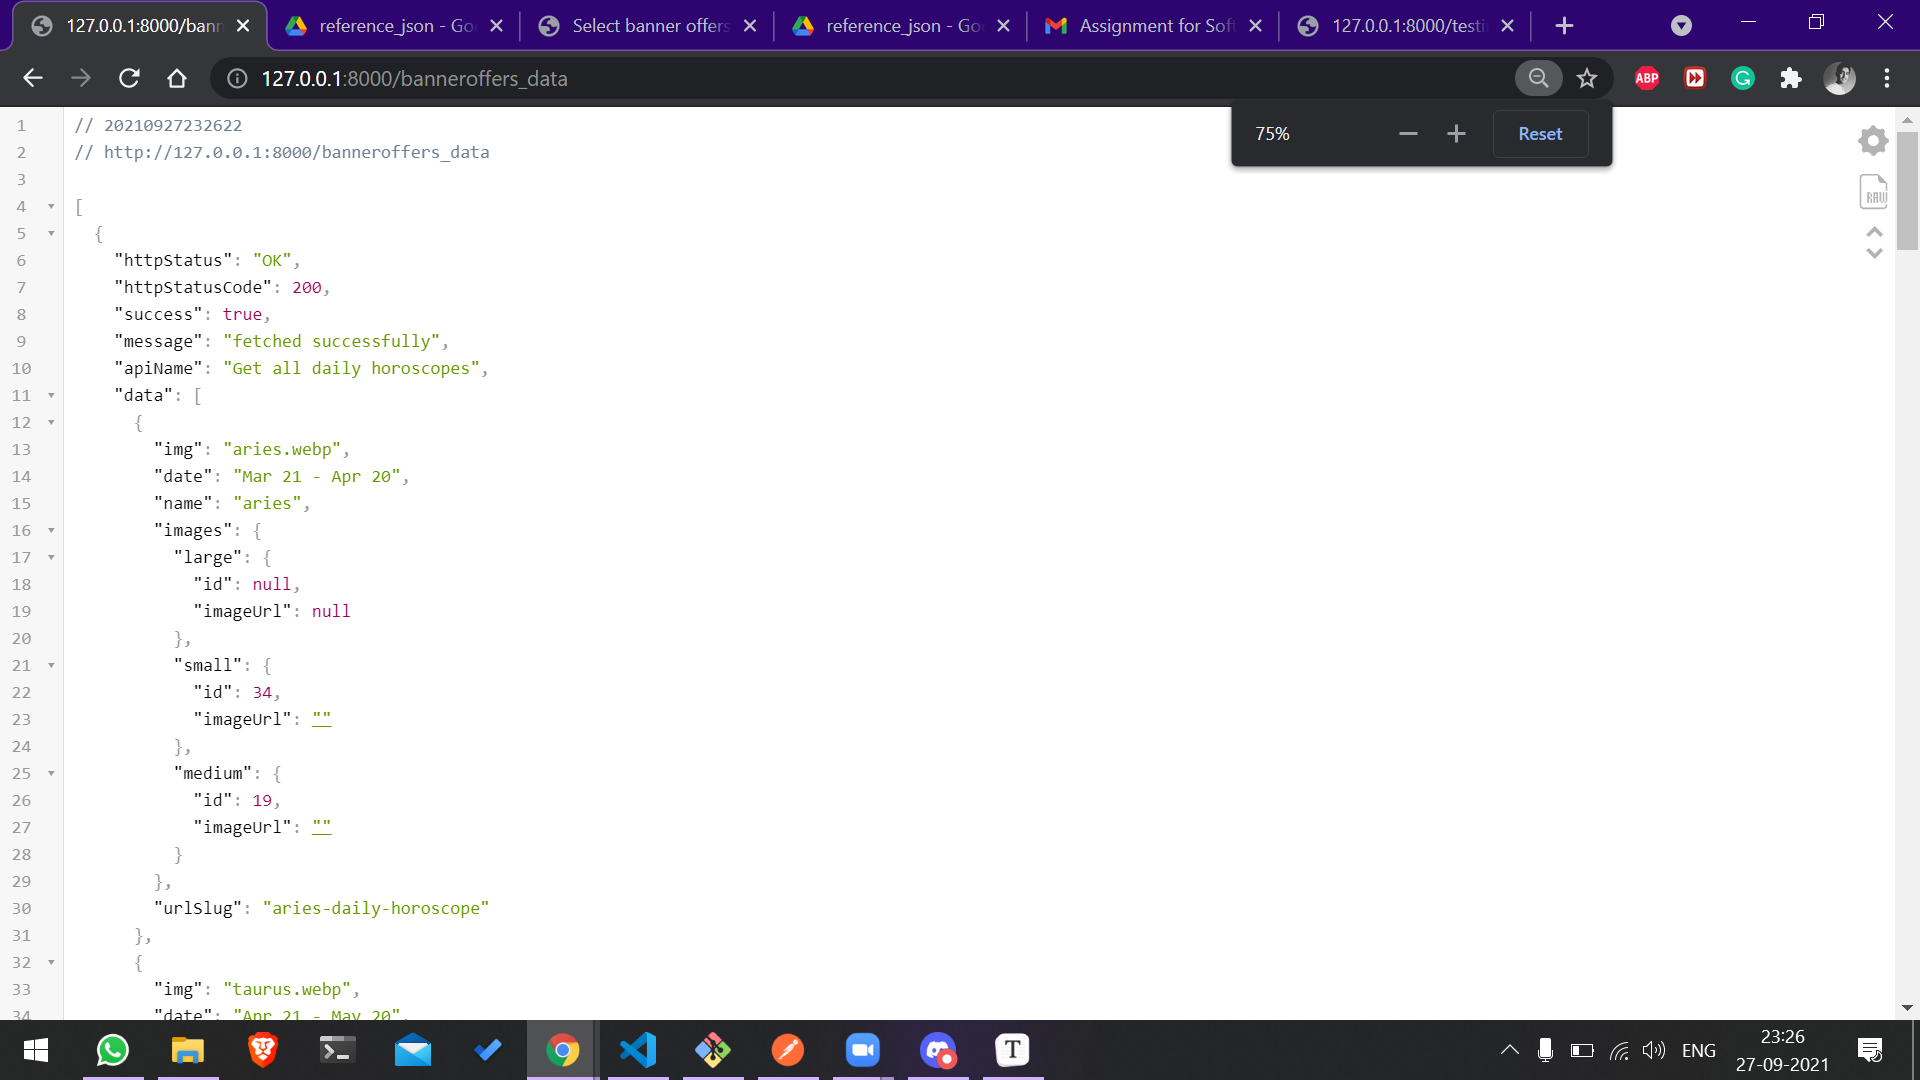 127.0.0.1:8000/bann
reference_json - Go
Select banner offers
reference_json - Go
Assignment for Sof
127.0.0.1:8000/testi
127.0.0.1:8000/banneroffers_data
ABP
75%
Reset
RAW
1 // 20210927232622
2 // http://127.0.0.1:8000/banneroffers_data
3
4 [
5 {
6 "httpStatus": "OK",
7 "httpStatusCode": 200,
8 "success": true,
9 "message": "fetched successfully",
10 "apiName": "Get all daily horoscopes",
11 "data": [
12 {
13 "img": "aries.webp",
14 "date": "Mar 21 - Apr 20",
15 "name": "aries",
16 "images": {
17 "large": {
18 "id": null,
19 "imageUrl": null
20 },
21 "small": {
22 "id": 34,
23 "imageUrl": ""
24 },
25 "medium": {
26 "id": 19,
27 "imageUrl": ""
28 }
29 },
30 "urlSlug": "aries-daily-horoscope"
31 },
32 {
33 "img": "taurus.webp",
34 "date": "Apr 21 - May 20",
T
ENG
23:26
27-09-2021